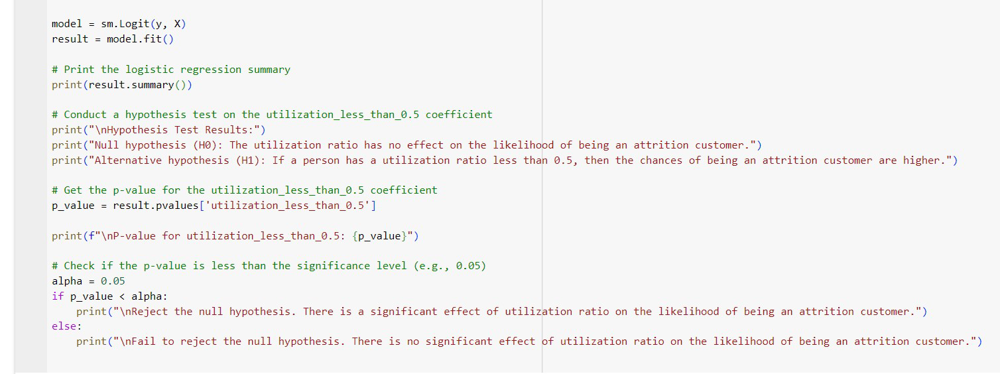 model = sm.Logit(y, X)
result = model.fit()
# Print the logistic regression summary
print(result.summary())
# Conduct a hypothesis test on the utilization_less_than_0.5 coefficient
print("\nHypothesis Test Results:")
print("Null hypothesis (H0): The utilization ratio has no effect on the likelihood of being an attrition customer.")
print("Alternative hypothesis (H1): If a person has a utilization ratio less than 0.5, then the chances of being an attrition customer are higher.")
# Get the p-value for the utilization_less_than_0.5 coefficient
p_value = result.pvalues['utilization_less_than_0.5']
print(f"\nP-value for utilization_less_than_0.5: {p_value}")
# Check if the p-value is less than the significance level (e.g., 0.05)
alpha = 0.05
if p_value < alpha:
    print("\nReject the null hypothesis. There is a significant effect of utilization ratio on the likelihood of being an attrition customer.")
else:
    print("\nFail to reject the null hypothesis. There is no significant effect of utilization ratio on the likelihood of being an attrition customer.")